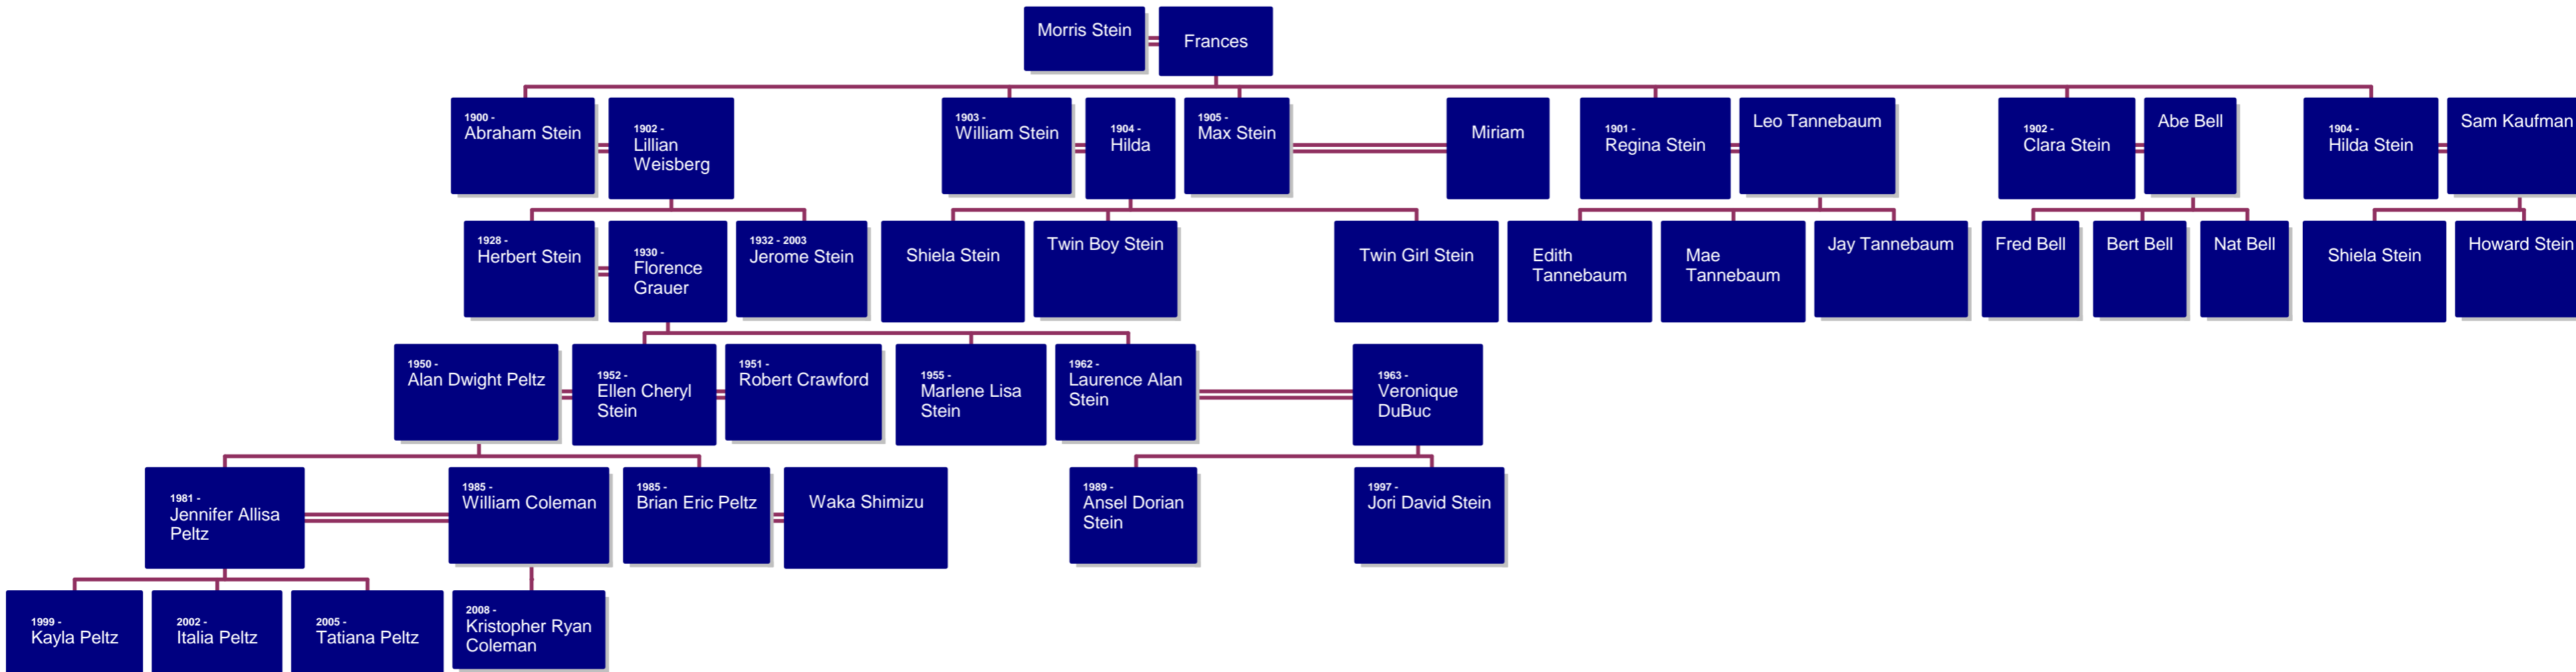 Morris Stein
Frances
1900 -
Abraham Stein
1902 -
Lillian
Weisberg
1903 -
William Stein
1904 -
Hilda
1905 -
Max Stein
Miriam
1901 -
Regina Stein
Leo Tannebaum
1902 -
Clara Stein
Abe Bell
1904 -
Hilda Stein
Sam Kaufman
1928 -
Herbert Stein
1930 -
Florence
Grauer
1932 - 2003
Jerome Stein
Shiela Stein
Twin Boy Stein
Twin Girl Stein
Edith
Tannebaum
Mae
Tannebaum
Jay Tannebaum
Fred Bell
Bert Bell
Nat Bell
Shiela Stein
Howard Stein
1950 -
Alan Dwight Peltz
1952 -
Ellen Cheryl
Stein
1951 -
Robert Crawford
1955 -
Marlene Lisa
Stein
1962 -
Laurence Alan
Stein
1963 -
Veronique
DuBuc
1981 -
Jennifer Allisa
Peltz
1985 -
William Coleman
1985 -
Brian Eric Peltz
Waka Shimizu
1989 -
Ansel Dorian
Stein
1997 -
Jori David Stein
1999 -
Kayla Peltz
2002 -
Italia Peltz
2005 -
Tatiana Peltz
2008 -
Kristopher Ryan
Coleman